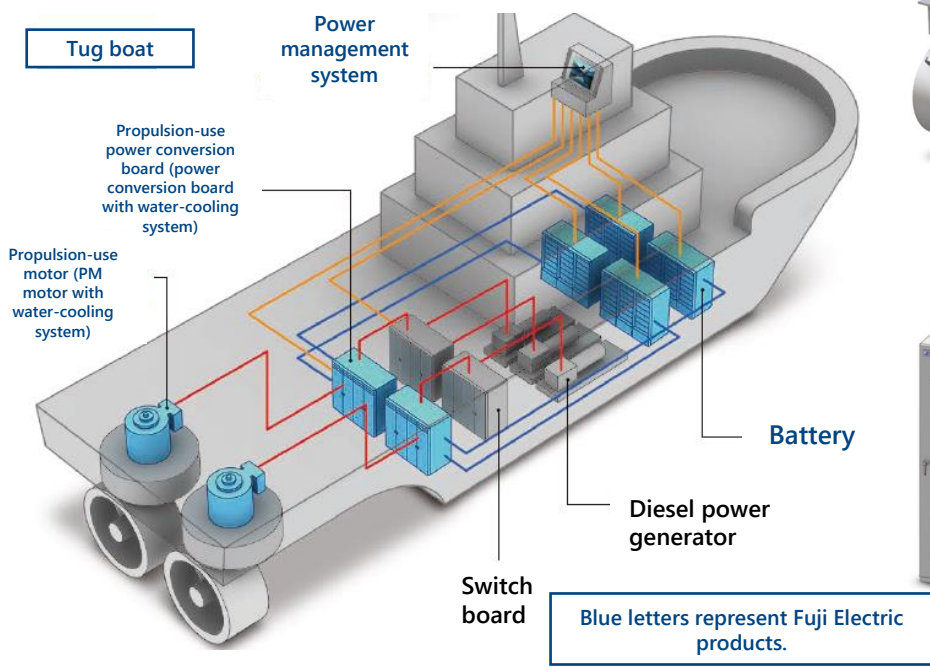 Tug boat
Power
management
system
Propulsion-use
power conversion
board (power
conversion board
with water-cooling
system)
Propulsion-use
motor (PM
motor with
water-cooling
system)
Battery
Diesel power
generator
Switch
board
Blue letters represent Fuji Electric
products.